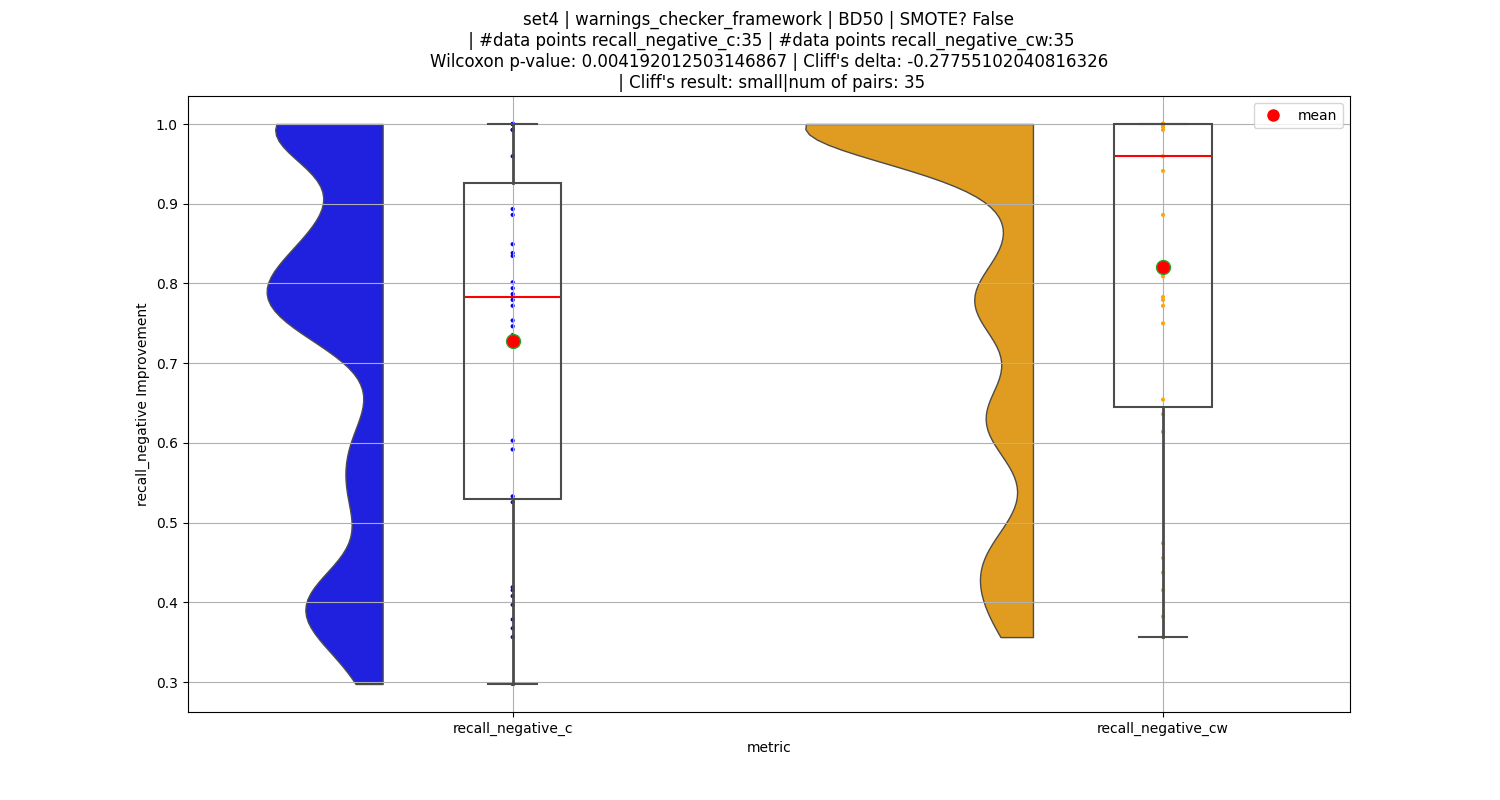 set4 | warnings_checker_framework | BD50 | SMOTE? False
| #data points recall_negative_c:35 | #data points recall_negative_cw:35
Wilcoxon p-value: 0.004192012503146867 | Cliff's delta: -0.27755102040816326
| Cliff's result: small|num of pairs: 35
mean
1.0
0.9
0.8
0.7
0.6
0.5
0.4
0.3
recall_negative Improvement
recall_negative_c
recall_negative_cw
metric